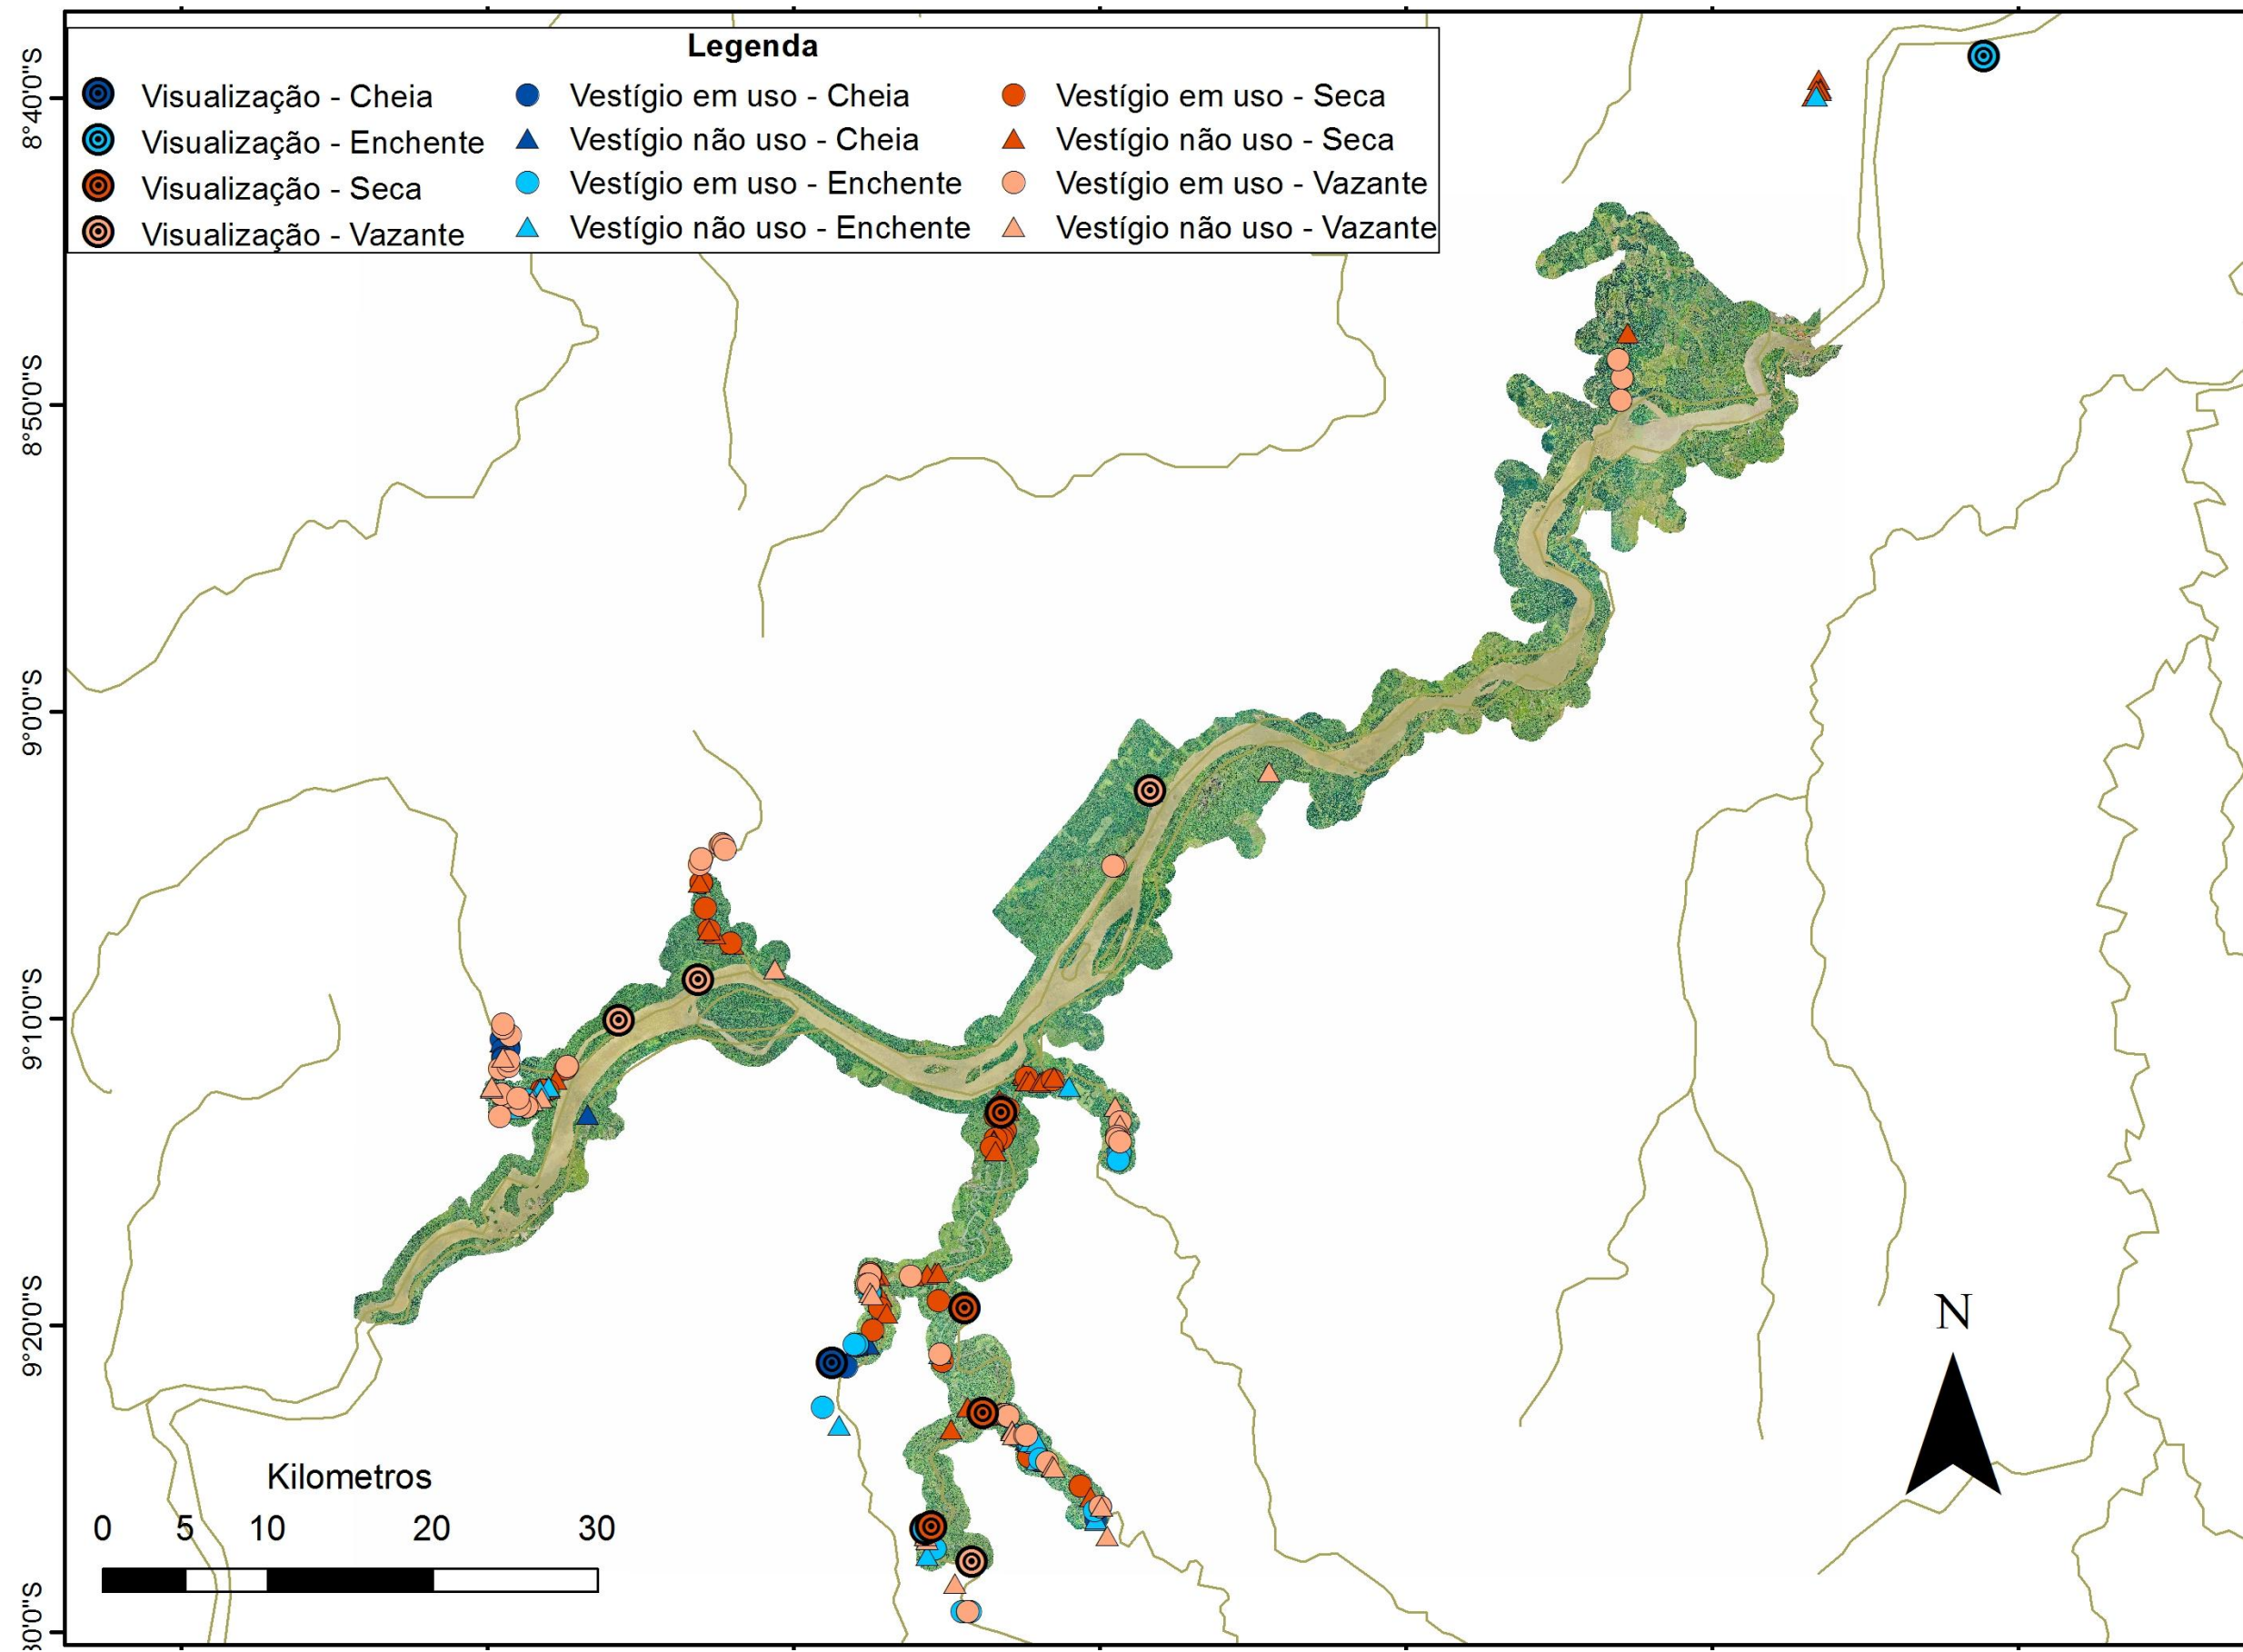 Legenda
Visualização - Cheia
Visualização - Enchente
Visualização - Seca
Visualização - Vazante
Vestígio em uso - Cheia
Vestígio não uso - Cheia
Vestígio em uso - Enchente
Vestígio não uso - Enchente
Vestígio em uso - Seca
Vestígio não uso - Seca
Vestígio em uso - Vazante
Vestígio não uso - Vazante
8°40'0"S
8°50'0"S
9°0'0"S
9°10'0"S
9°20'0"S
0'0"S
N
Kilometros
0 5 10 20 30